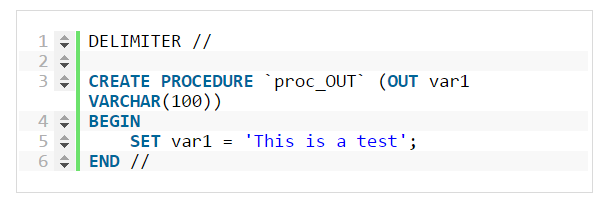 1 DELIMITER //
2
3 CREATE PROCEDURE `proc_OUT` (OUT var1
VARCHAR(100))
4 BEGIN
5     SET var1 = 'This is a test';
6 END //